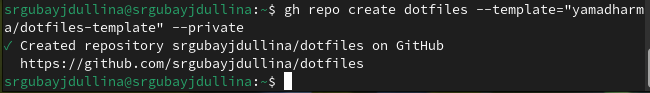 srgubayjdullina@srgubayjdullina:~$ gh repo create dotfiles --template="yamadharm
a/dotfiles-template" --private
✓ Created repository srgubayjdullina/dotfiles on GitHub
  https://github.com/srgubayjdullina/dotfiles
srgubayjdullina@srgubayjdullina:~$